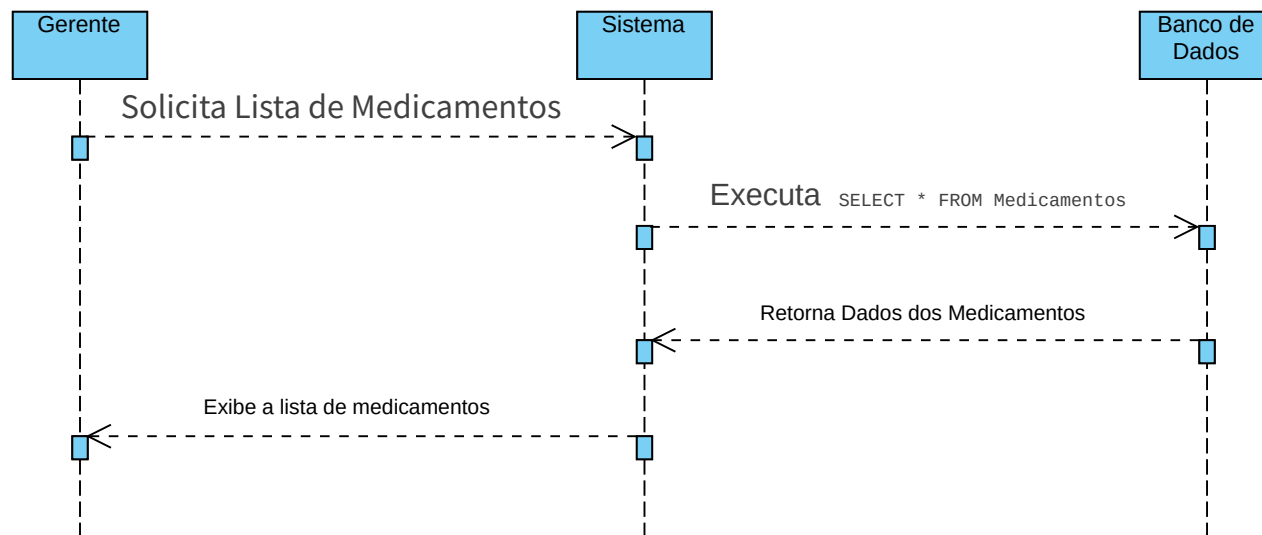 Gerente
Sistema
Banco de
Dados
Solicita Lista de Medicamentos
Executa SELECT * FROM Medicamentos
Retorna Dados dos Medicamentos
Exibe a lista de medicamentos